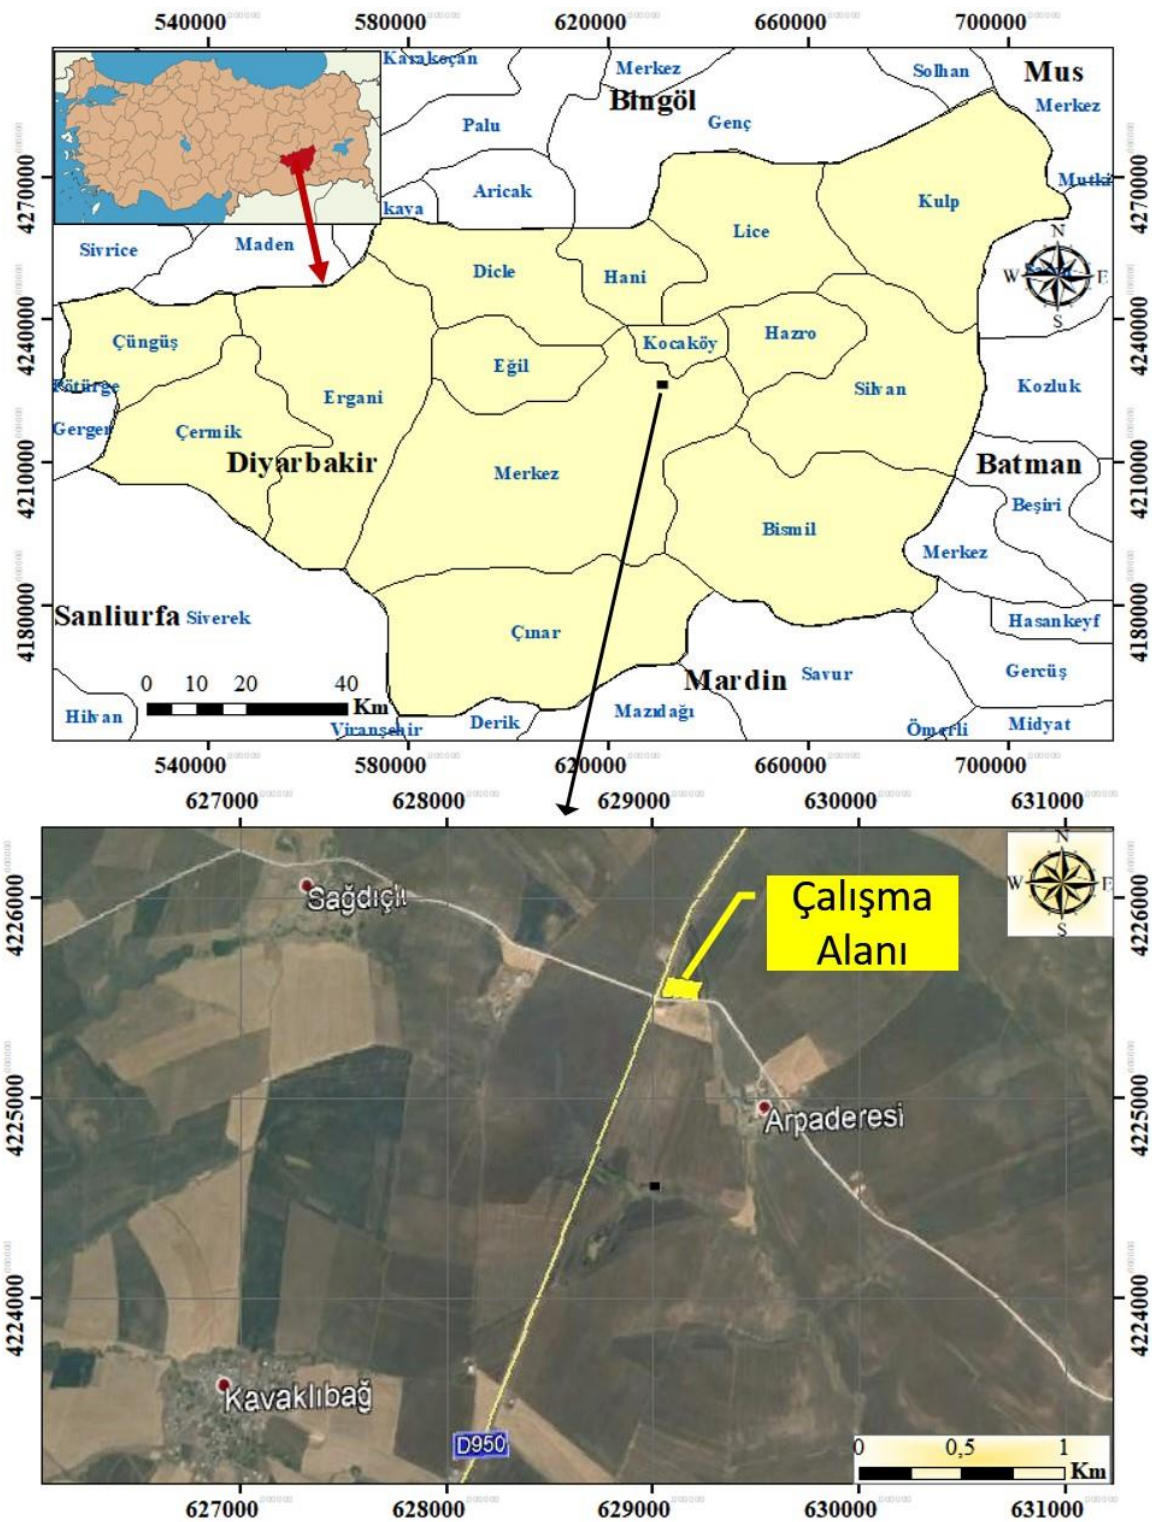 540000 580000 620000 660000 700000
Karakoçan Merkez Solhan Mus
Bingöl Merkez
Palu Genç
4270000 Aricak Mutki 4270000
kaya Kulp
Lice N
Sivrice Maden
Dicle Hani W E
S
4240000 Çüngüş Kocaköy Hazro 4240000
Eğil
Pötürge Ergani Silvan Kozluk
Gerger Çermik
Diyarbakir Merkez Batman
4210000 Beşiri 4210000
Bismil Merkez
4180000 Sanliurfa Siverek Çınar Hasankeyf 4180000
Mardin Savur Gercüş
0 10 20 40
Km
Hilvan Viranşehir Derik Mazıdağı Ömerli Midyat
540000 580000 620000 660000 700000
627000 628000 629000 630000 631000
N
W E
S
4226000 Sağdıçlı Çalışma 4226000
Alanı
4225000 Arpaderesi 4225000
4224000 4224000
Kavaklıbağ
D950
0 0,5 1
Km
627000 628000 629000 630000 631000